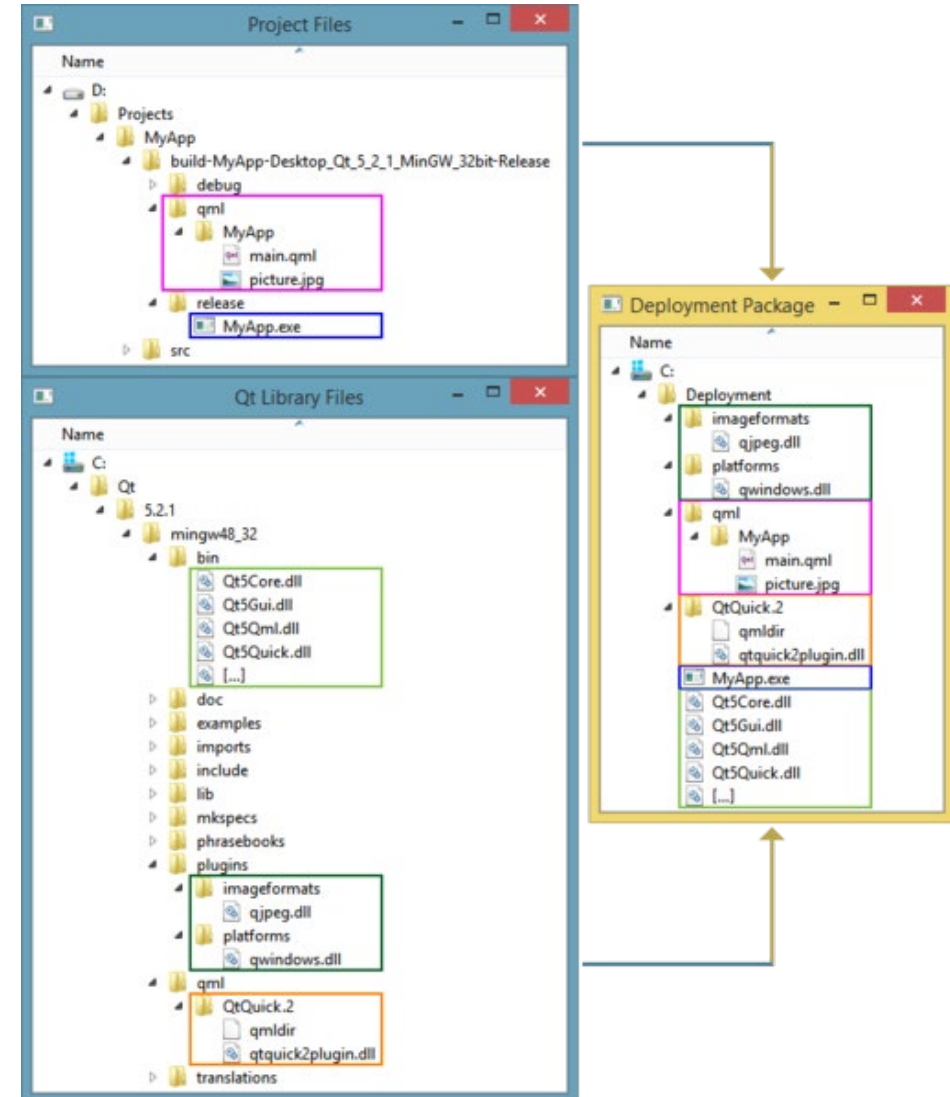 Project Files
Name
D:
Projects
MyApp
build-MyApp-Desktop_Qt_5_2_1_MinGW_32bit-Release
debug
qml
MyApp
main.qml
picture.jpg
release
MyApp.exe
src
Qt Library Files
Name
C:
Qt
5.2.1
mingw48_32
bin
Qt5Core.dll
Qt5Gui.dll
Qt5Qml.dll
Qt5Quick.dll
[...]
doc
examples
imports
include
lib
mkspecs
phrasebooks
plugins
imageformats
qjpeg.dll
platforms
qwindows.dll
qml
QtQuick.2
qmldir
qtquick2plugin.dll
translations
Deployment Package
Name
C:
Deployment
imageformats
qjpeg.dll
platforms
qwindows.dll
qml
MyApp
main.qml
picture.jpg
QtQuick.2
qmldir
qtquick2plugin.dll
MyApp.exe
Qt5Core.dll
Qt5Gui.dll
Qt5Qml.dll
Qt5Quick.dll
[...]